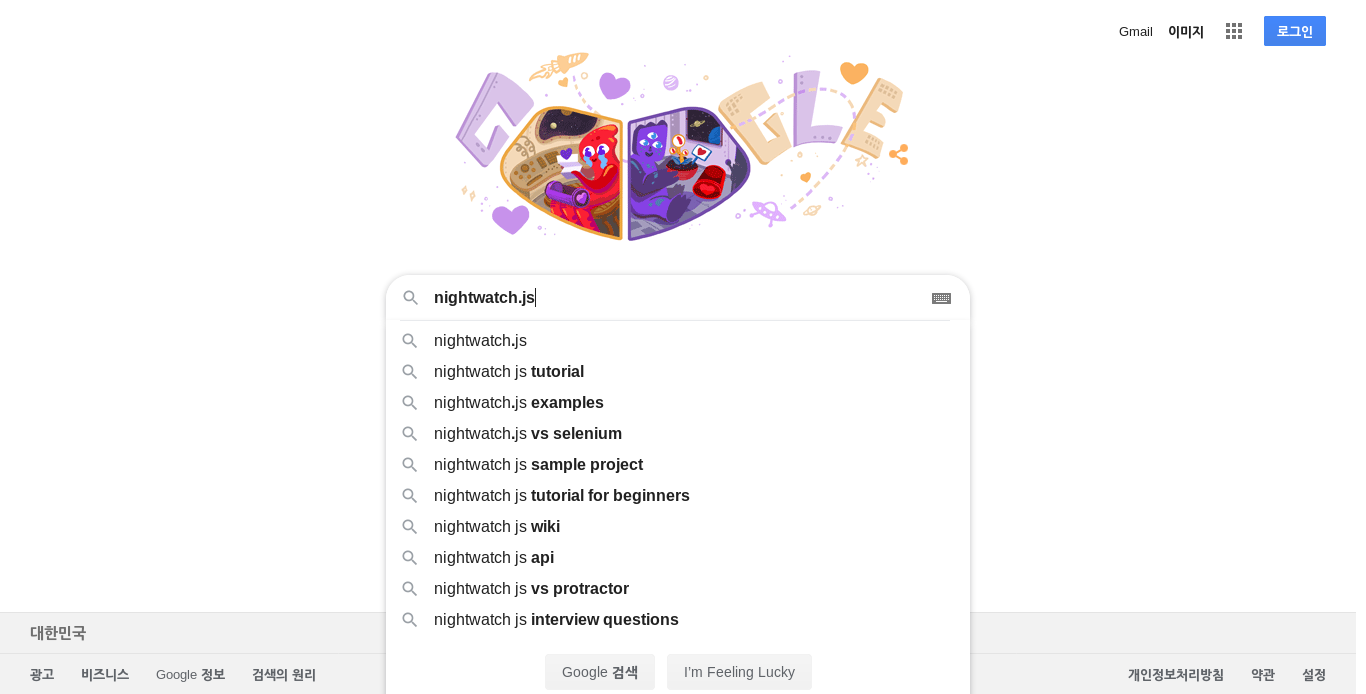 Gmail 이미지 로그인
nightwatch.js
nightwatch.js
nightwatch js tutorial
nightwatch.js examples
nightwatch.js vs selenium
nightwatch js sample project
nightwatch js tutorial for beginners
nightwatch js wiki
nightwatch js api
nightwatch js vs protractor
nightwatch js interview questions
Google 검색 I'm Feeling Lucky
대한민국
광고 비즈니스 Google 정보 검색의 원리 개인정보처리방침 약관 설정